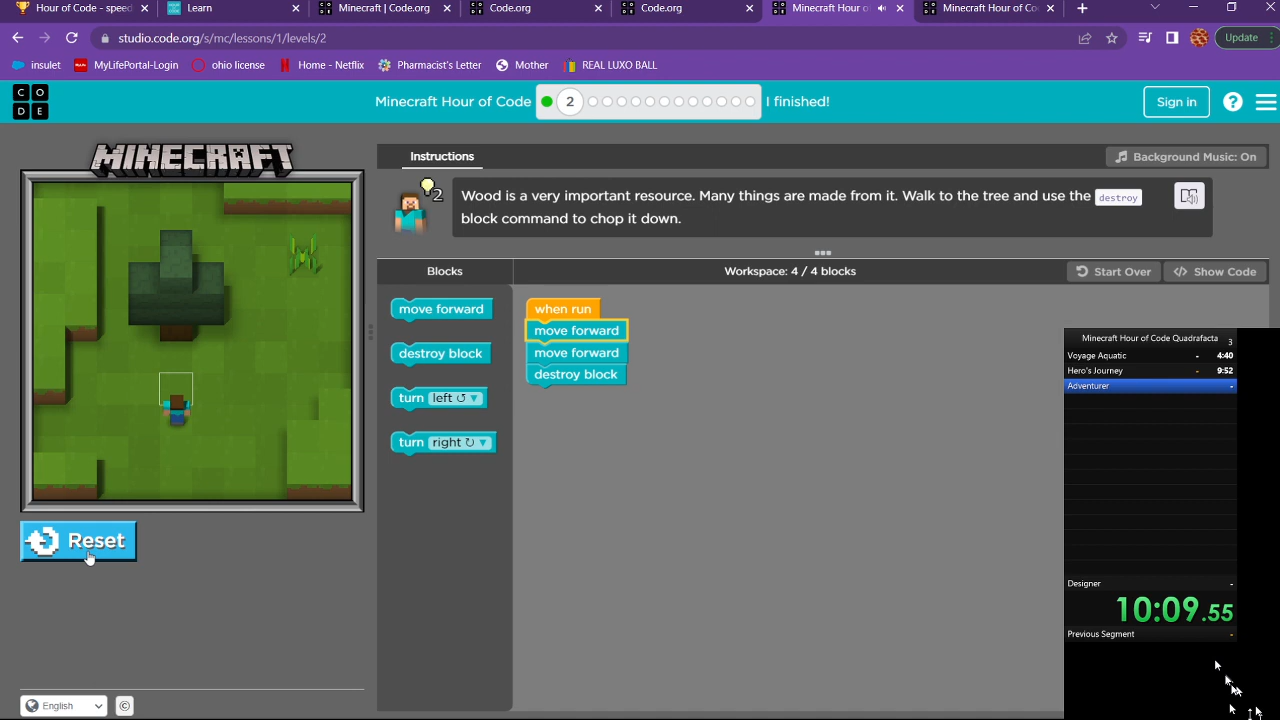 Hour of Code - speed
Learn
Minecraft | Code.org
Code.org
Code.org
Minecraft Hour of
Minecraft Hour of Co
studio.code.org/s/mc/lessons/1/levels/2
Update
insulet
MyLifePortal-Login
ohio license
Home - Netflix
Pharmacist's Letter
Mother
REAL LUXO BALL
C O
D E
Minecraft Hour of Code
2
I finished!
Sign in
?
MINECRAFT
Instructions
Background Music: On
2
Wood is a very important resource. Many things are made from it. Walk to the tree and use the destroy
block command to chop it down.
Blocks
Workspace: 4 / 4 blocks
Start Over
</> Show Code
move forward
destroy block
turn left ↺ ▼
turn right ↻ ▼
when run
move forward
move forward
destroy block
Reset
English
©
Minecraft Hour of Code Quadrafacta
3
Voyage Aquatic - 4:40
Hero's Journey - 9:52
Adventurer -
Designer -
10:09.55
Previous Segment -